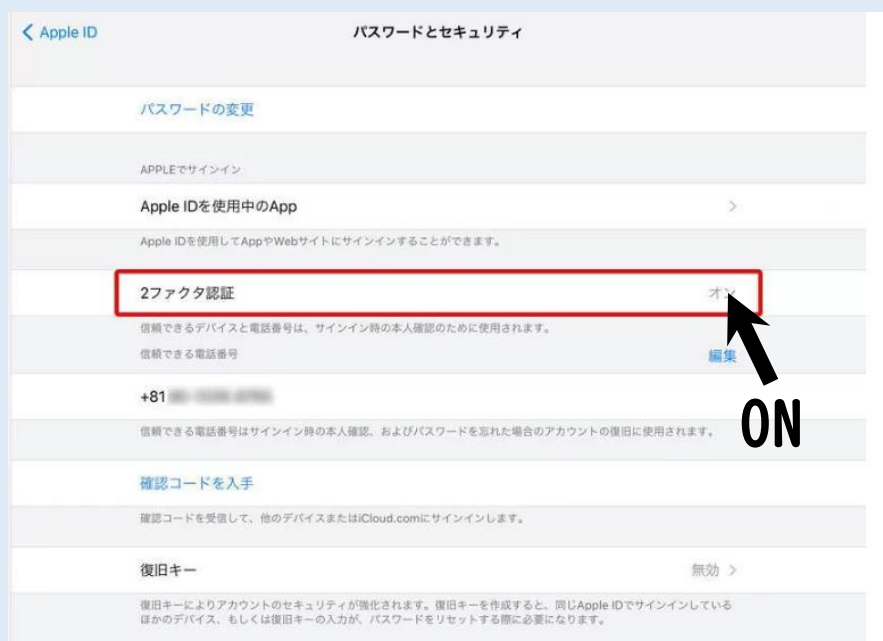 Apple ID
パスワードとセキュリティ
パスワードの変更
APPLEでサインイン
Apple IDを使用中のApp
Apple IDを使用してAppやWebサイトにサインインすることができます。
2ファクタ認証 オン
信頼できるデバイスと電話番号は、サインイン時の本人確認のために使用されます。
信頼できる電話番号 編集
+81
信頼できる電話番号はサインイン時の本人確認、およびパスワードを忘れた場合のアカウントの復旧に使用されます。
ON
確認コードを入手
確認コードを受信して、他のデバイスまたはiCloud.comにサインインします。
復旧キー 無効
復旧キーによりアカウントのセキュリティが強化されます。復旧キーを作成すると、同じApple IDでサインインしている
ほかのデバイス、もしくは復旧キーの入力が、パスワードをリセットする際に必要になります。